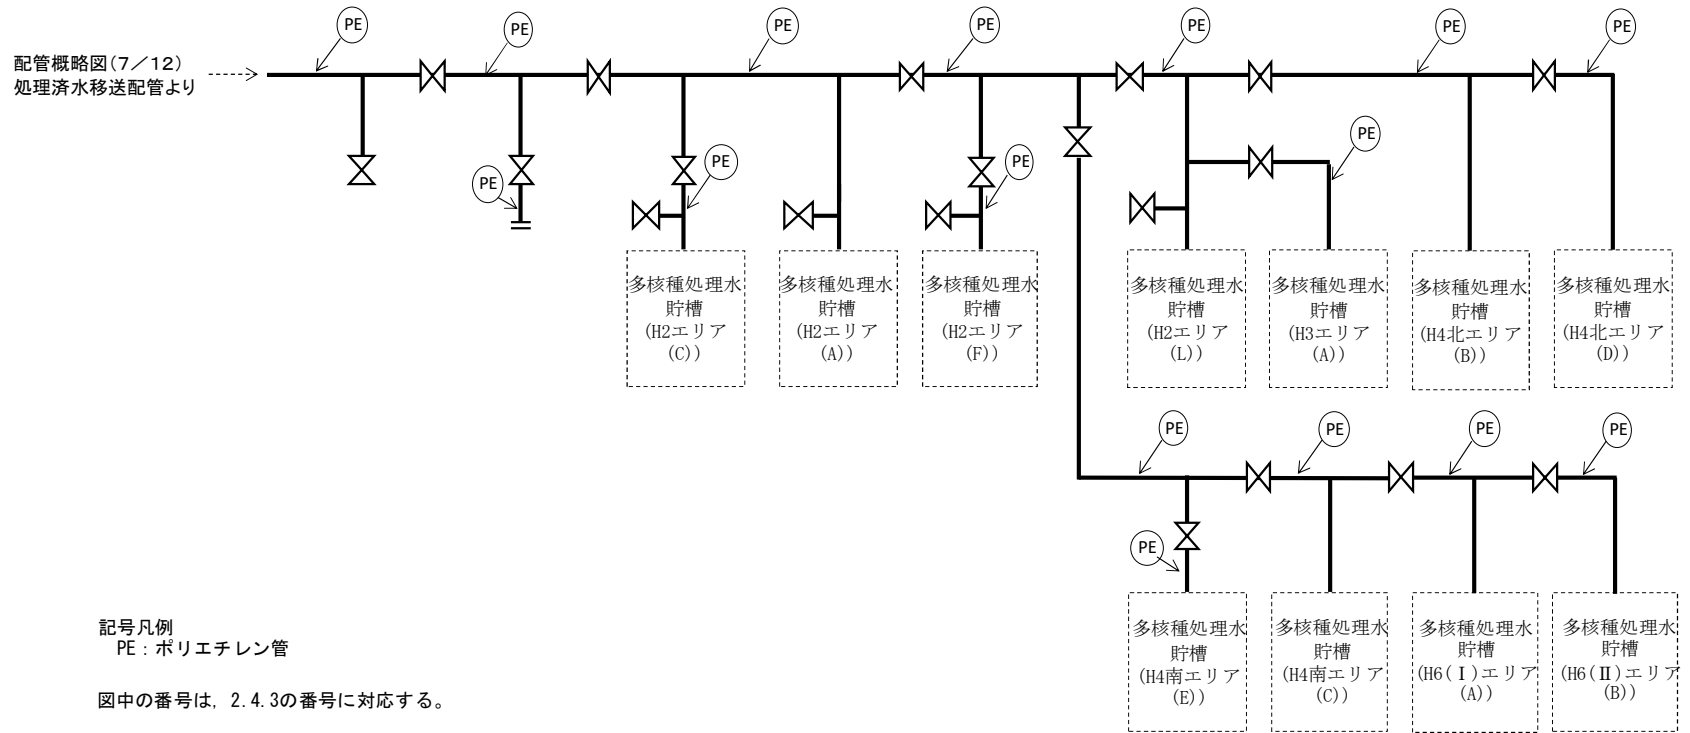 PE
PE
PE
PE
PE
PE
PE
PE
配管概略図(7／12)
処理済水移送配管より
PE
PE
PE
PE
多核種処理水
貯槽
(H2エリア
(C))
多核種処理水
貯槽
(H2エリア
(A))
多核種処理水
貯槽
(H2エリア
(F))
多核種処理水
貯槽
(H2エリア
(L))
多核種処理水
貯槽
(H3エリア
(A))
多核種処理水
貯槽
(H4北エリア
(B))
多核種処理水
貯槽
(H4北エリア
(D))
PE
PE
PE
PE
PE
多核種処理水
貯槽
(H4南エリア
(E))
多核種処理水
貯槽
(H4南エリア
(C))
多核種処理水
貯槽
(H6(Ⅰ)エリア
(A))
多核種処理水
貯槽
(H6(Ⅱ)エリア
(B))
記号凡例
PE：ポリエチレン管
図中の番号は，2.4.3の番号に対応する。